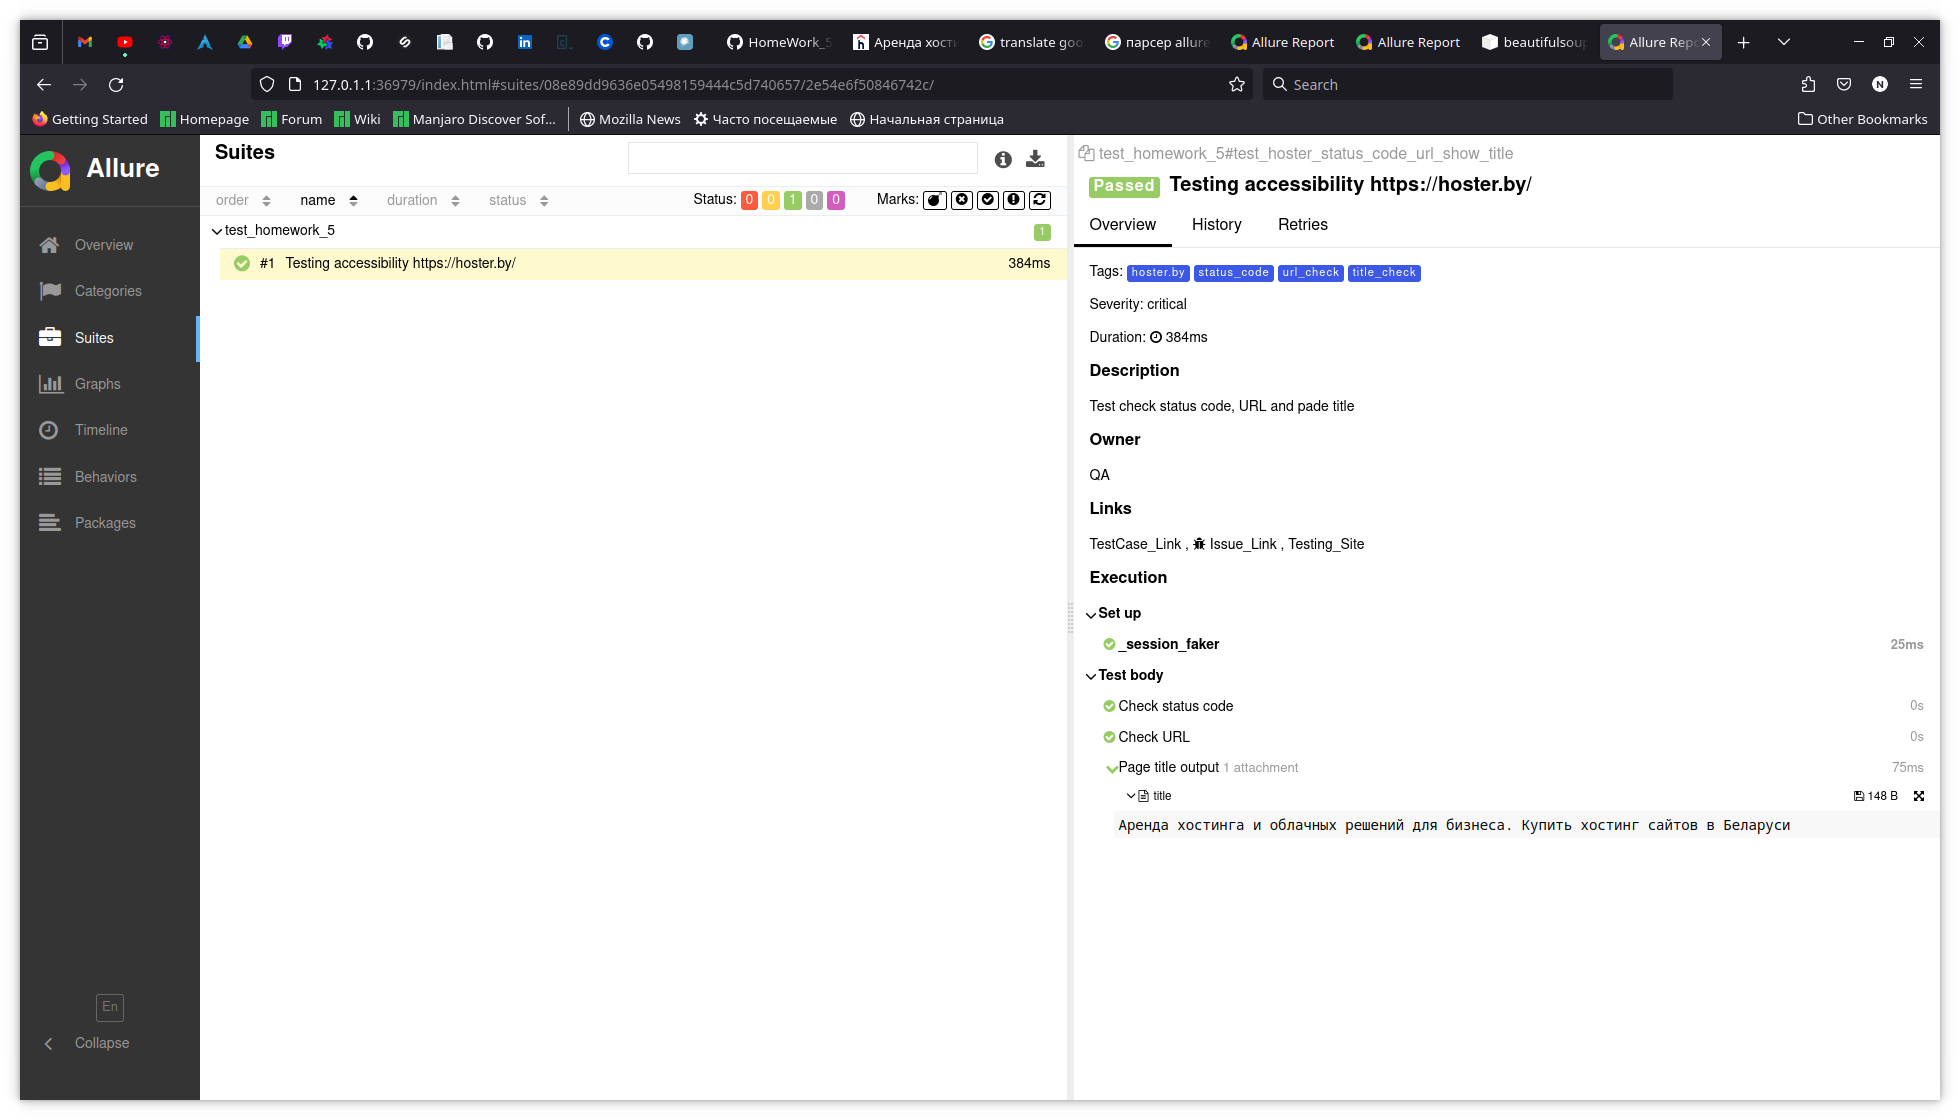 HomeWork_5
Аренда хости
translate goo
парсер allure
Allure Report
Allure Report
beautifulsoup
Allure Rep
127.0.1.1:36979/index.html#suites/08e89dd9636e05498159444c5d740657/2e54e6f50846742c/
Search
Getting Started
Homepage
Forum
Wiki
Manjaro Discover Sof...
Mozilla News
Часто посещаемые
Начальная страница
Other Bookmarks
Allure
Overview
Categories
Suites
Graphs
Timeline
Behaviors
Packages
En
Collapse
Suites
order name duration status Status: 0 0 1 0 0 Marks:
test_homework_5 1
#1 Testing accessibility https://hoster.by/ 384ms
test_homework_5#test_hoster_status_code_url_show_title
Passed Testing accessibility https://hoster.by/
Overview History Retries
Tags: hoster.by status_code url_check title_check
Severity: critical
Duration: 384ms
Description
Test check status code, URL and pade title
Owner
QA
Links
TestCase_Link , Issue_Link , Testing_Site
Execution
Set up
_session_faker 25ms
Test body
Check status code 0s
Check URL 0s
Page title output 1 attachment 75ms
title 148 B
Аренда хостинга и облачных решений для бизнеса. Купить хостинг сайтов в Беларуси